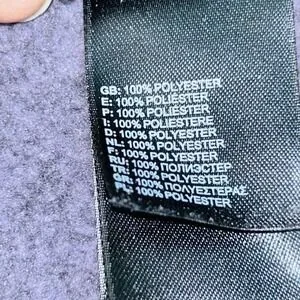 GB: 100% POLYESTER
E: 100% POLIÉSTER
P: 100% POLIÉSTER
I: 100% POLIESTERE
D: 100% POLYESTER
NL: 100% POLYESTER
F: 100% POLYESTER
RU: 100% ПОЛИЭСТЕР
TR: 100% POLYESTER
GR: 100% ΠΟΛΥΕΣΤΕΡΑΣ
PL: 100% POLYESTER